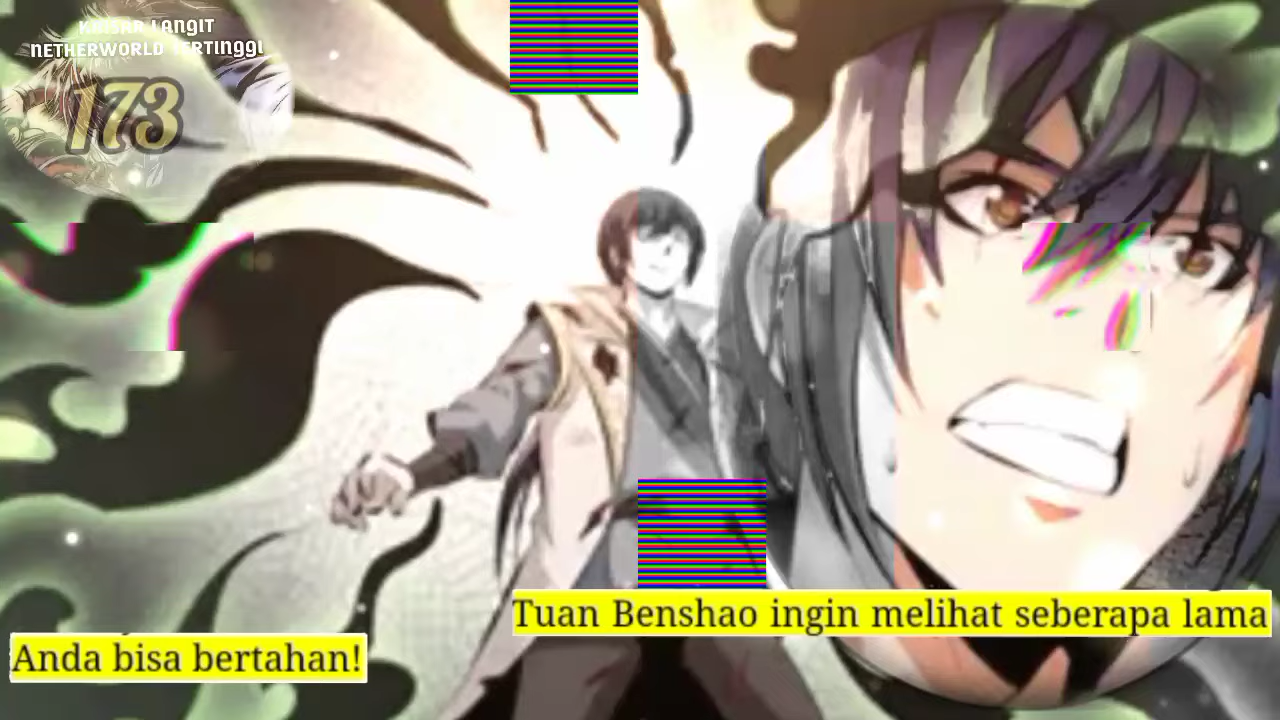 KAISAR LANGIT
NETHERWORLD TERTINGGI
173
Tuan Benshao ingin melihat seberapa lama
Anda bisa bertahan!